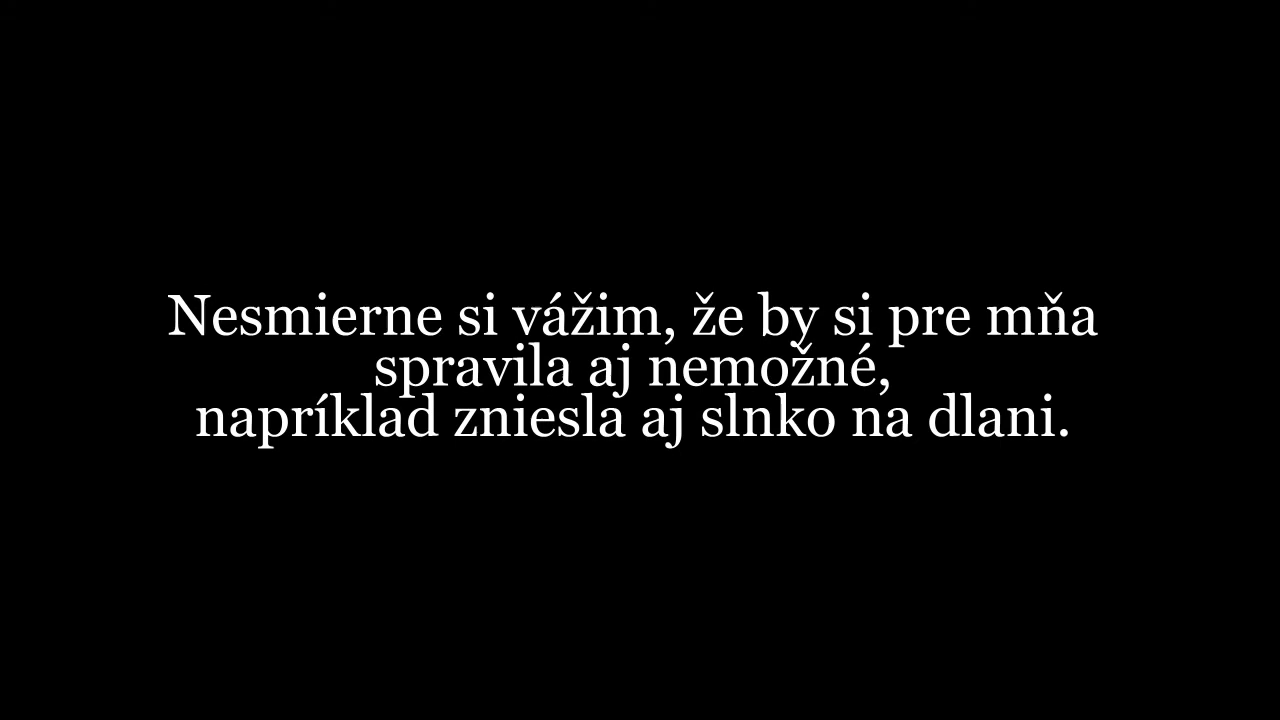 Nesmierne si vážim, že by si pre mňa
spravila aj nemožné,
napríklad zniesla aj slnko na dlani.